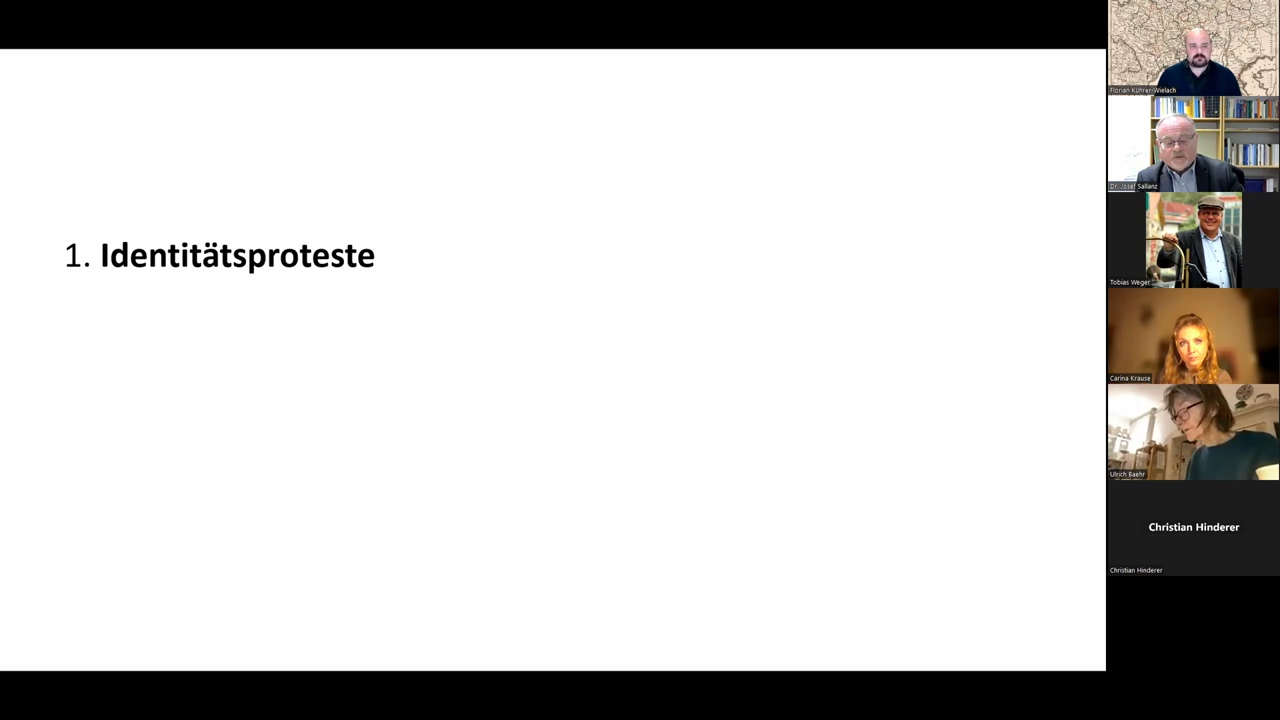 1. Identitätsproteste
Florian Kührer-Wielach
Dr. Josef Sallanz
Tobias Weger
Carina Krause
Ulrich Baehr
Christian Hinderer
Christian Hinderer